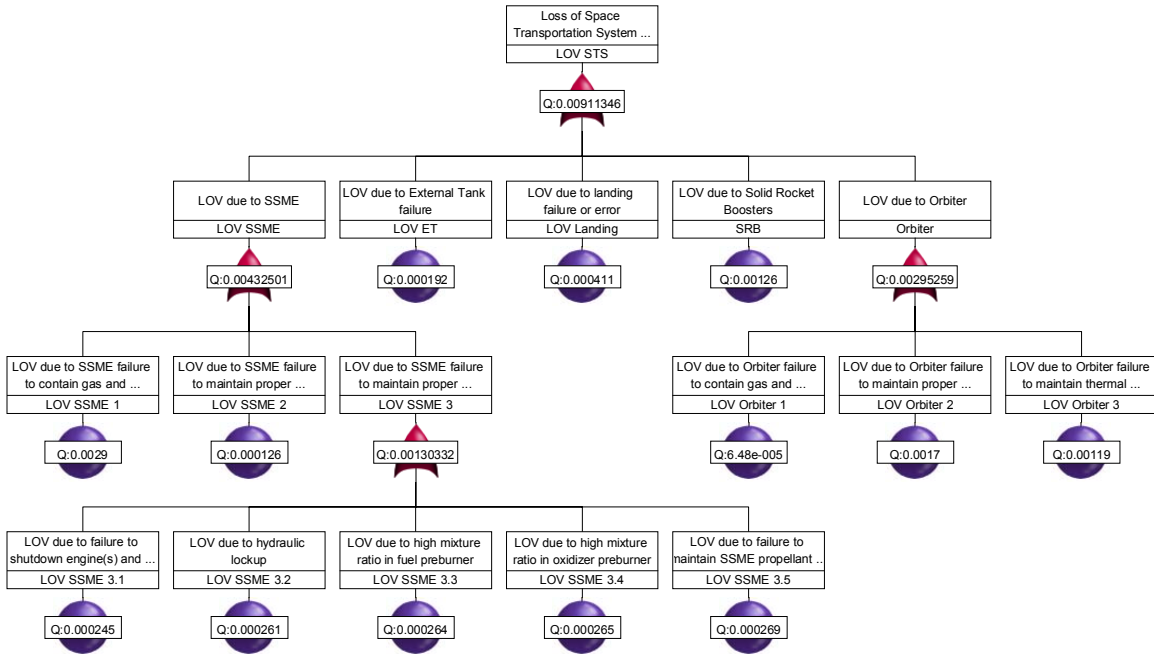 Loss of Space
Transportation System ...
LOV STS
Q:0.00911346
LOV due to SSME
LOV SSME
Q:0.00432501
LOV due to External Tank
failure
LOV ET
Q:0.000192
LOV due to landing
failure or error
LOV Landing
Q:0.000411
LOV due to Solid Rocket
Boosters
SRB
Q:0.00126
LOV due to Orbiter
Orbiter
Q:0.00295259
LOV due to SSME failure
to contain gas and ...
LOV SSME 1
Q:0.0029
LOV due to SSME failure
to maintain proper ...
LOV SSME 2
Q:0.000126
LOV due to SSME failure
to maintain proper ...
LOV SSME 3
Q:0.00130332
LOV due to Orbiter failure
to contain gas and ...
LOV Orbiter 1
Q:6.48e-005
LOV due to Orbiter failure
to maintain proper ...
LOV Orbiter 2
Q:0.0017
LOV due to Orbiter failure
to maintain thermal ...
LOV Orbiter 3
Q:0.00119
LOV due to failure to
shutdown engine(s) and ...
LOV SSME 3.1
Q:0.000245
LOV due to hydraulic
lockup
LOV SSME 3.2
Q:0.000261
LOV due to high mixture
ratio in fuel preburner
LOV SSME 3.3
Q:0.000264
LOV due to high mixture
ratio in oxidizer preburner
LOV SSME 3.4
Q:0.000265
LOV due to failure to
maintain SSME propellant ...
LOV SSME 3.5
Q:0.000269